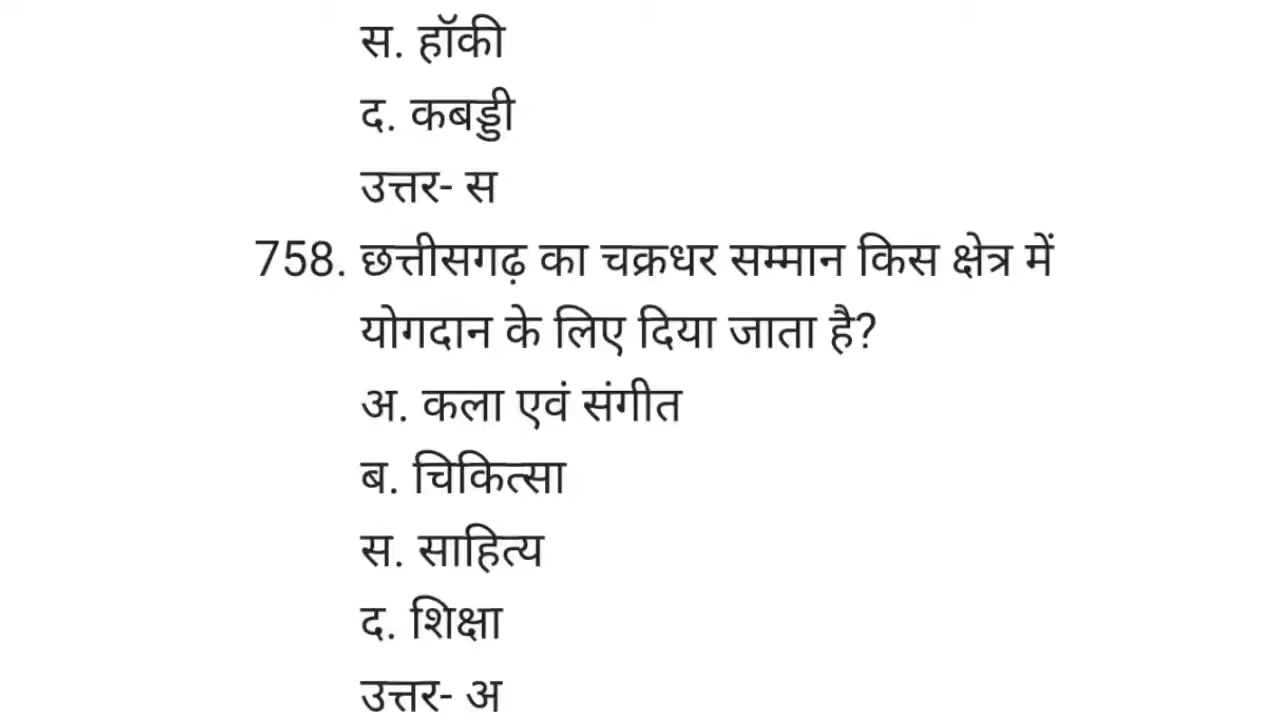 स. हॉकी
द. कबड्डी
उत्तर- स
758. छत्तीसगढ़ का चक्रधर सम्मान किस क्षेत्र में
योगदान के लिए दिया जाता है?
अ. कला एवं संगीत
ब. चिकित्सा
स. साहित्य
द. शिक्षा
उत्तर- अ